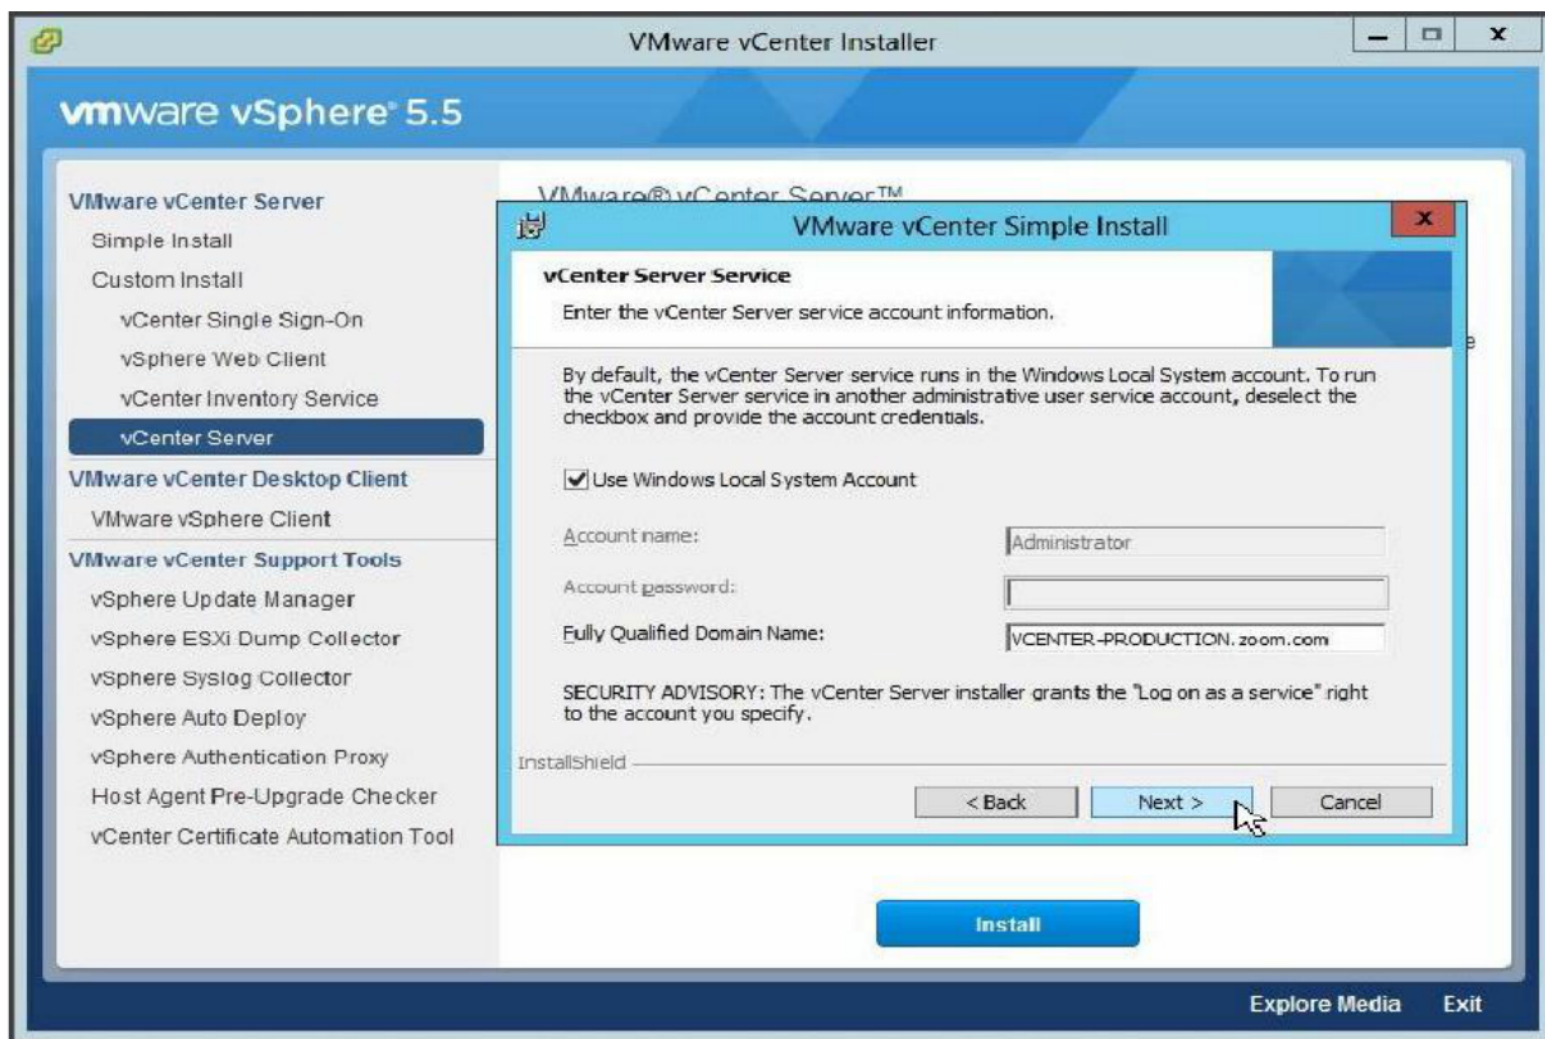 VMware vCenter Installer
vmware vSphere® 5.5
VMware vCenter Server
Simple Install
Custom Install
vCenter Single Sign-On
vSphere Web Client
vCenter Inventory Service
vCenter Server
VMware vCenter Desktop Client
VMware vSphere Client
VMware vCenter Support Tools
vSphere Update Manager
vSphere ESXi Dump Collector
vSphere Syslog Collector
vSphere Auto Deploy
vSphere Authentication Proxy
Host Agent Pre-Upgrade Checker
vCenter Certificate Automation Tool
VMware® vCenter Server™
VMware vCenter Simple Install
vCenter Server Service
Enter the vCenter Server service account information.
By default, the vCenter Server service runs in the Windows Local System account. To run
the vCenter Server service in another administrative user service account, deselect the
checkbox and provide the account credentials.
Use Windows Local System Account
Account name:
Administrator
Account password:
Fully Qualified Domain Name:
VCENTER-PRODUCTION.zoom.com
SECURITY ADVISORY: The vCenter Server installer grants the "Log on as a service" right
to the account you specify.
InstallShield
< Back
Next >
Cancel
e
Install
Explore Media
Exit